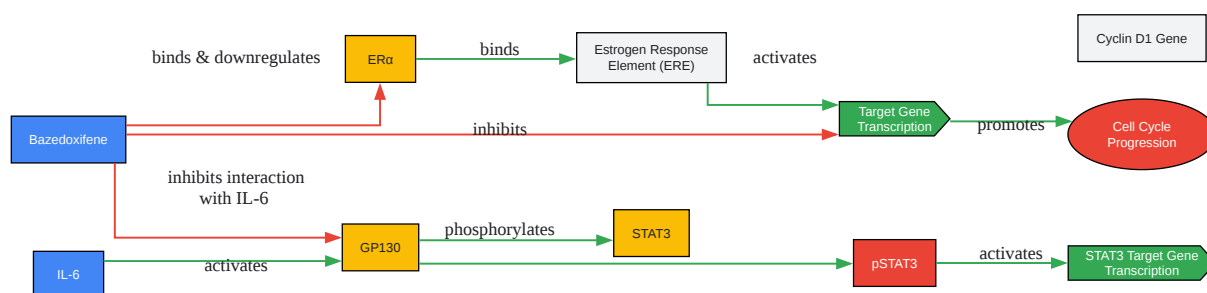 Cyclin D1 Gene
binds & downregulates
ERα
binds
Estrogen Response
Element (ERE)
activates
Target Gene
Transcription
promotes
Cell Cycle
Progression
Bazedoxifene
inhibits
inhibits interaction
with IL-6
GP130
phosphorylates
STAT3
IL-6
activates
pSTAT3
activates
STAT3 Target Gene
Transcription